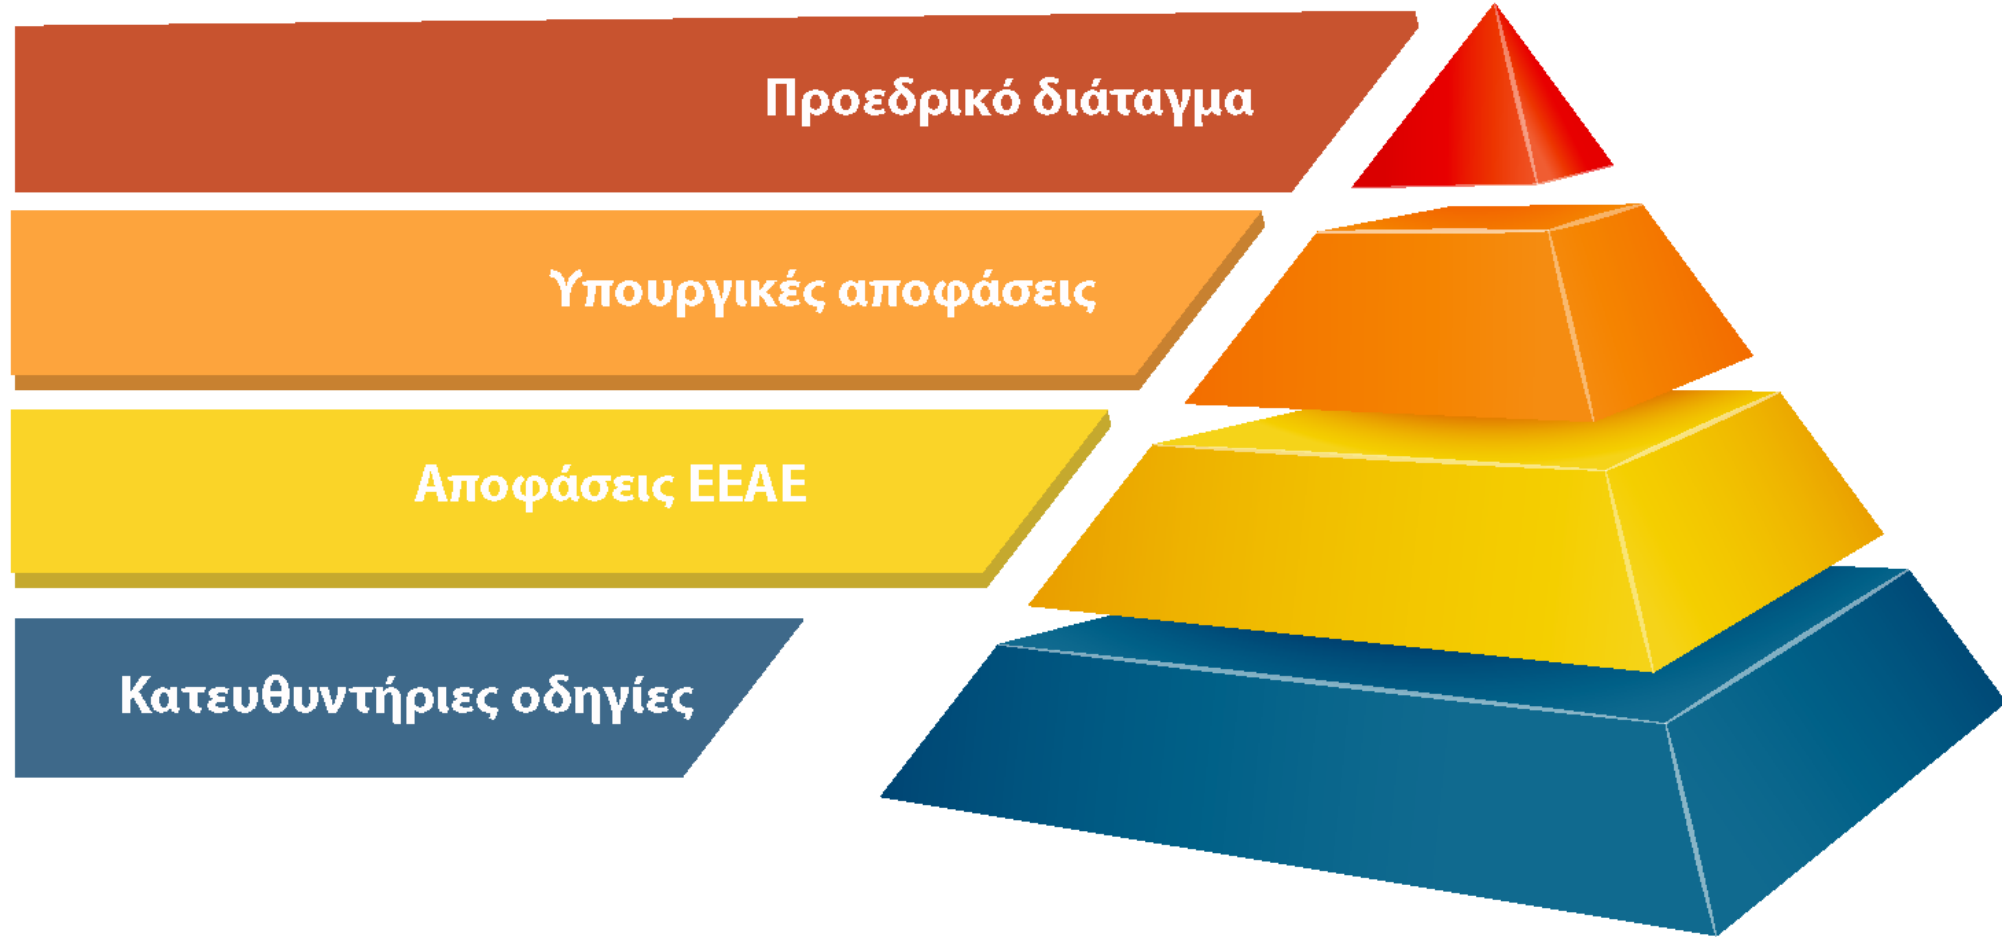 Προεδρικό διάταγμα
Υπουργικές αποφάσεις
Αποφάσεις ΕΕΑΕ
Κατευθυντήριες οδηγίες